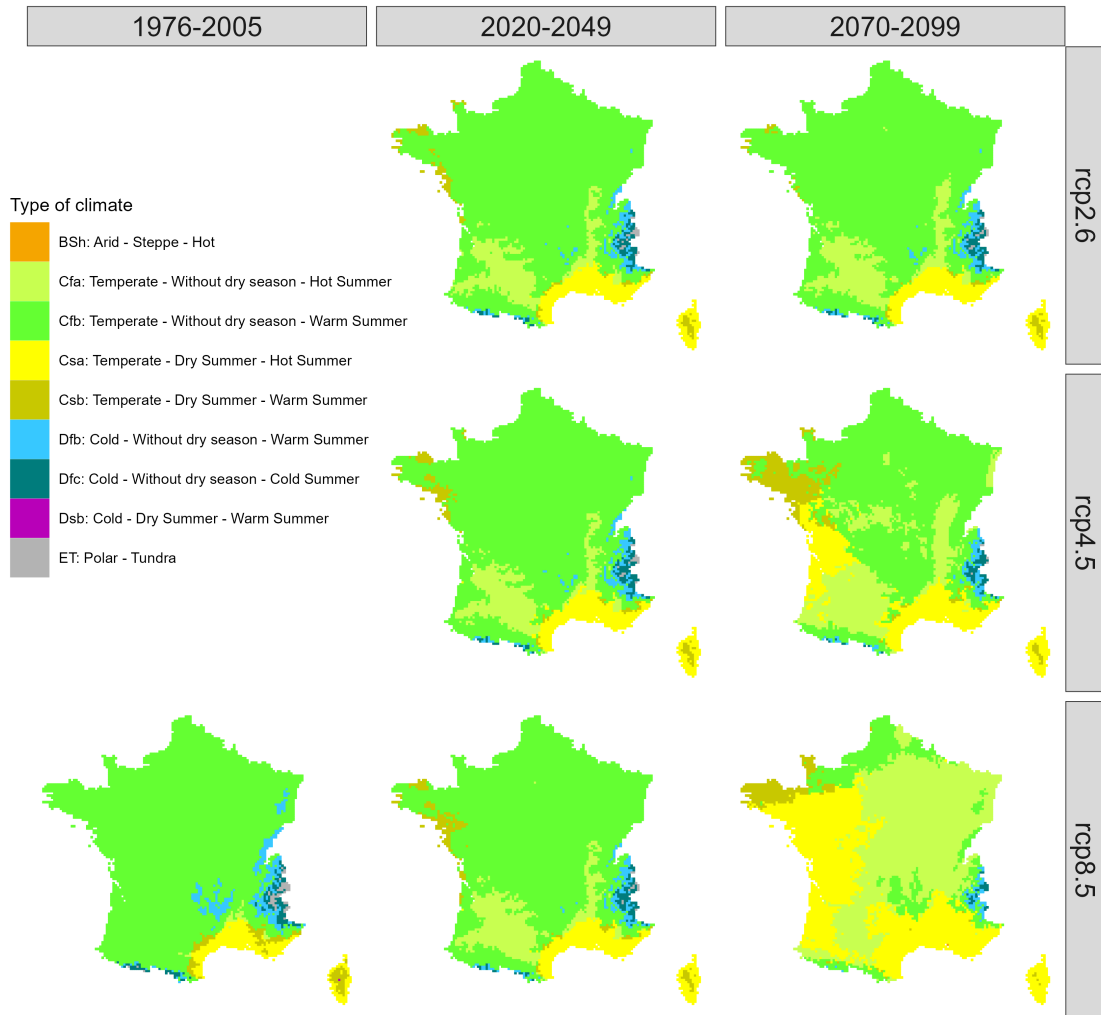 1976-2005
2020-2049
2070-2099
rcp2.6
Type of climate
BSh: Arid - Steppe - Hot
Cfa: Temperate - Without dry season - Hot Summer
Cfb: Temperate - Without dry season - Warm Summer
Csa: Temperate - Dry Summer - Hot Summer
Csb: Temperate - Dry Summer - Warm Summer
Dfb: Cold - Without dry season - Warm Summer
Dfc: Cold - Without dry season - Cold Summer
Dsb: Cold - Dry Summer - Warm Summer
ET: Polar - Tundra
rcp4.5
rcp8.5